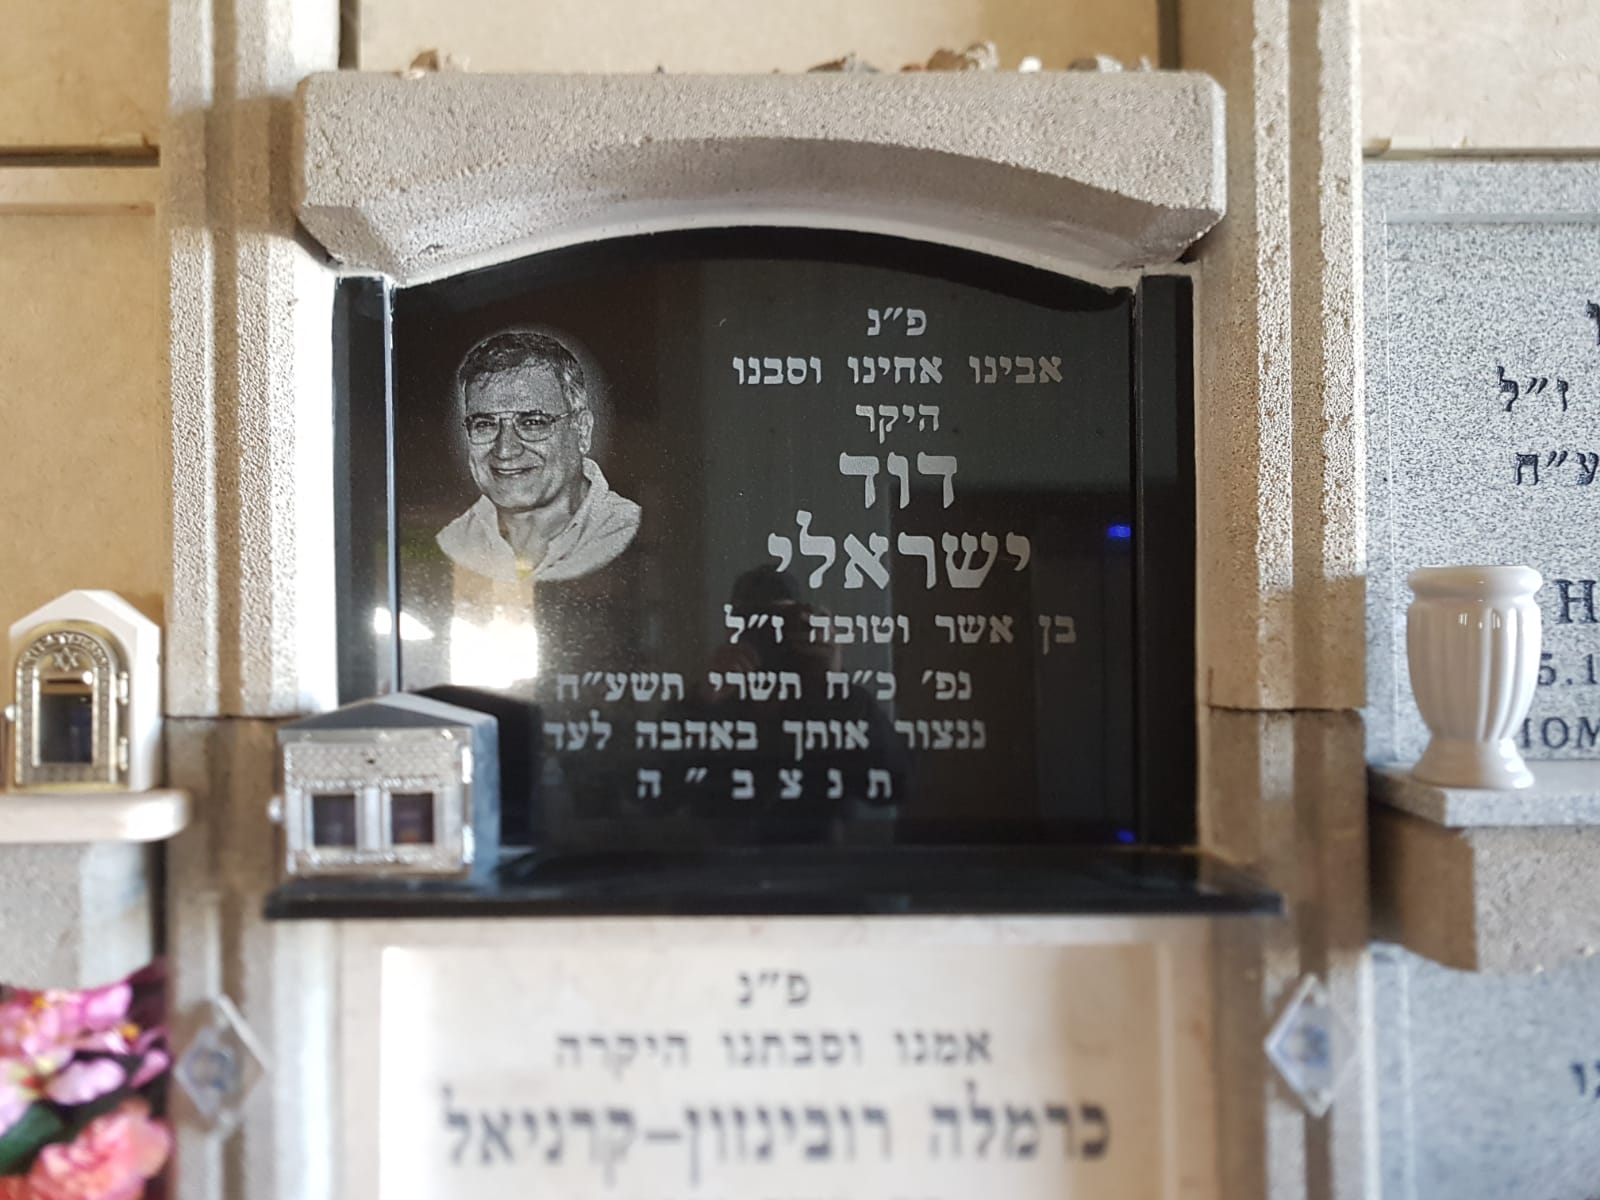 פ״נ
אבינו אחינו וסבנו
היקר
דוד
ישראלי
בן אשר וטובה ז״ל
נפ׳ כ״ח תשרי תשע״ח
ננצור אותך באהבה לעד
ת נ צ ב ״ ה
פ״נ
אמנו וסבתנו היקרה
כרמלה רובינזון-קרניאל
ז״ל